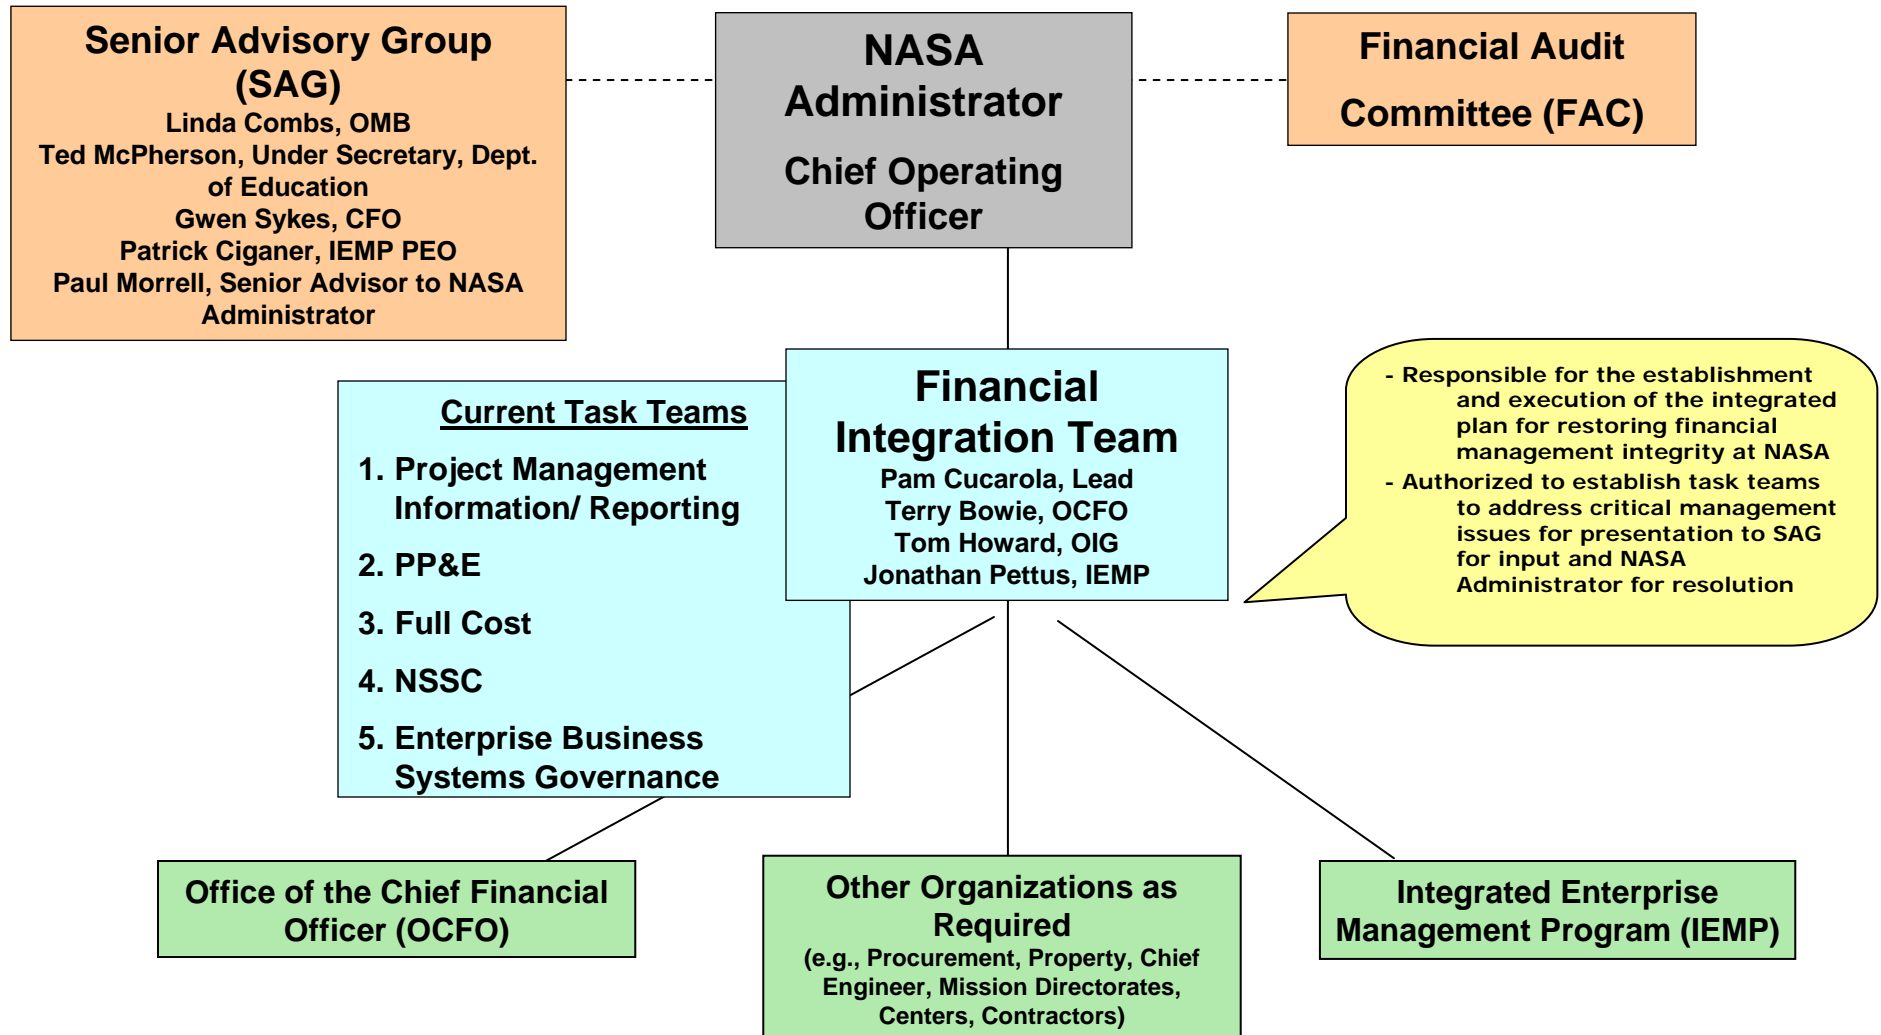 Senior Advisory Group
(SAG)
Linda Combs, OMB
Ted McPherson, Under Secretary, Dept.
of Education
Gwen Sykes, CFO
Patrick Ciganer, IEMP PEO
Paul Morrell, Senior Advisor to NASA
Administrator
NASA
Administrator
Chief Operating
Officer
Financial Audit
Committee (FAC)
Current Task Teams
1. Project Management
Information/ Reporting
2. PP&E
3. Full Cost
4. NSSC
5. Enterprise Business
Systems Governance
Financial
Integration Team
Pam Cucarola, Lead
Terry Bowie, OCFO
Tom Howard, OIG
Jonathan Pettus, IEMP
- Responsible for the establishment
and execution of the integrated
plan for restoring financial
management integrity at NASA
- Authorized to establish task teams
to address critical management
issues for presentation to SAG
for input and NASA
Administrator for resolution
Office of the Chief Financial
Officer (OCFO)
Other Organizations as
Required
(e.g., Procurement, Property, Chief
Engineer, Mission Directorates,
Centers, Contractors)
Integrated Enterprise
Management Program (IEMP)